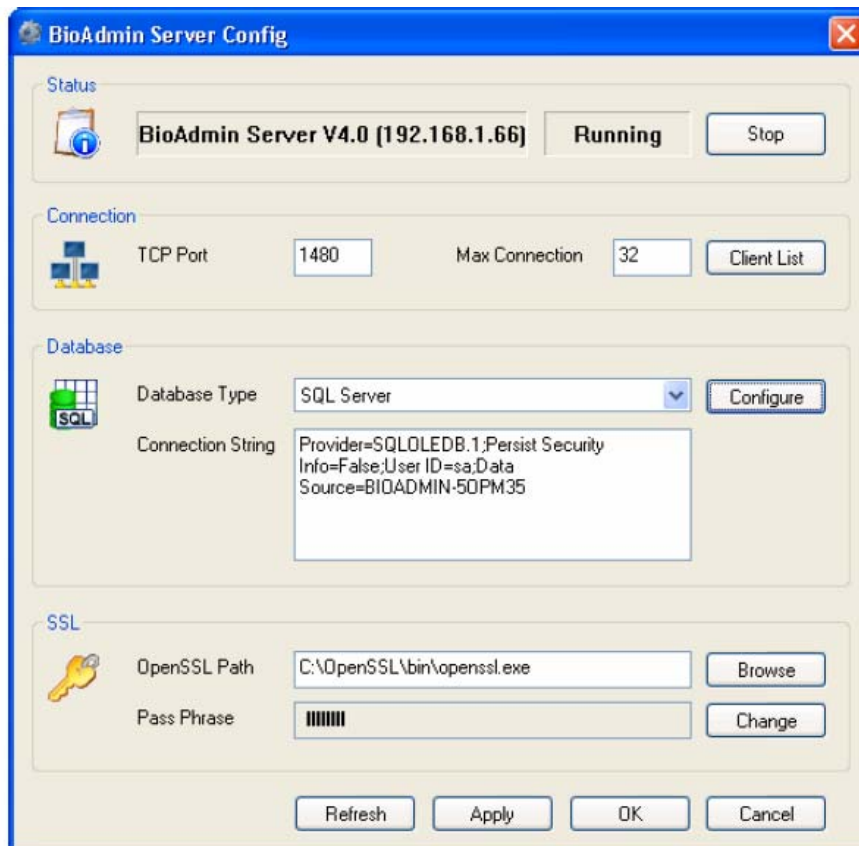 BioAdmin Server Config
Status
BioAdmin Server V4.0 (192.168.1.66) Running Stop
Connection
TCP Port 1480 Max Connection 32 Client List
Database
SQL
Database Type SQL Server Configure
Connection String Provider=SQLOLEDB.1;Persist Security
Info=False;User ID=sa;Data
Source=BIOADMIN-5OPM35
SSL
OpenSSL Path C:\OpenSSL\bin\openssl.exe Browse
Pass Phrase Change
Refresh Apply OK Cancel